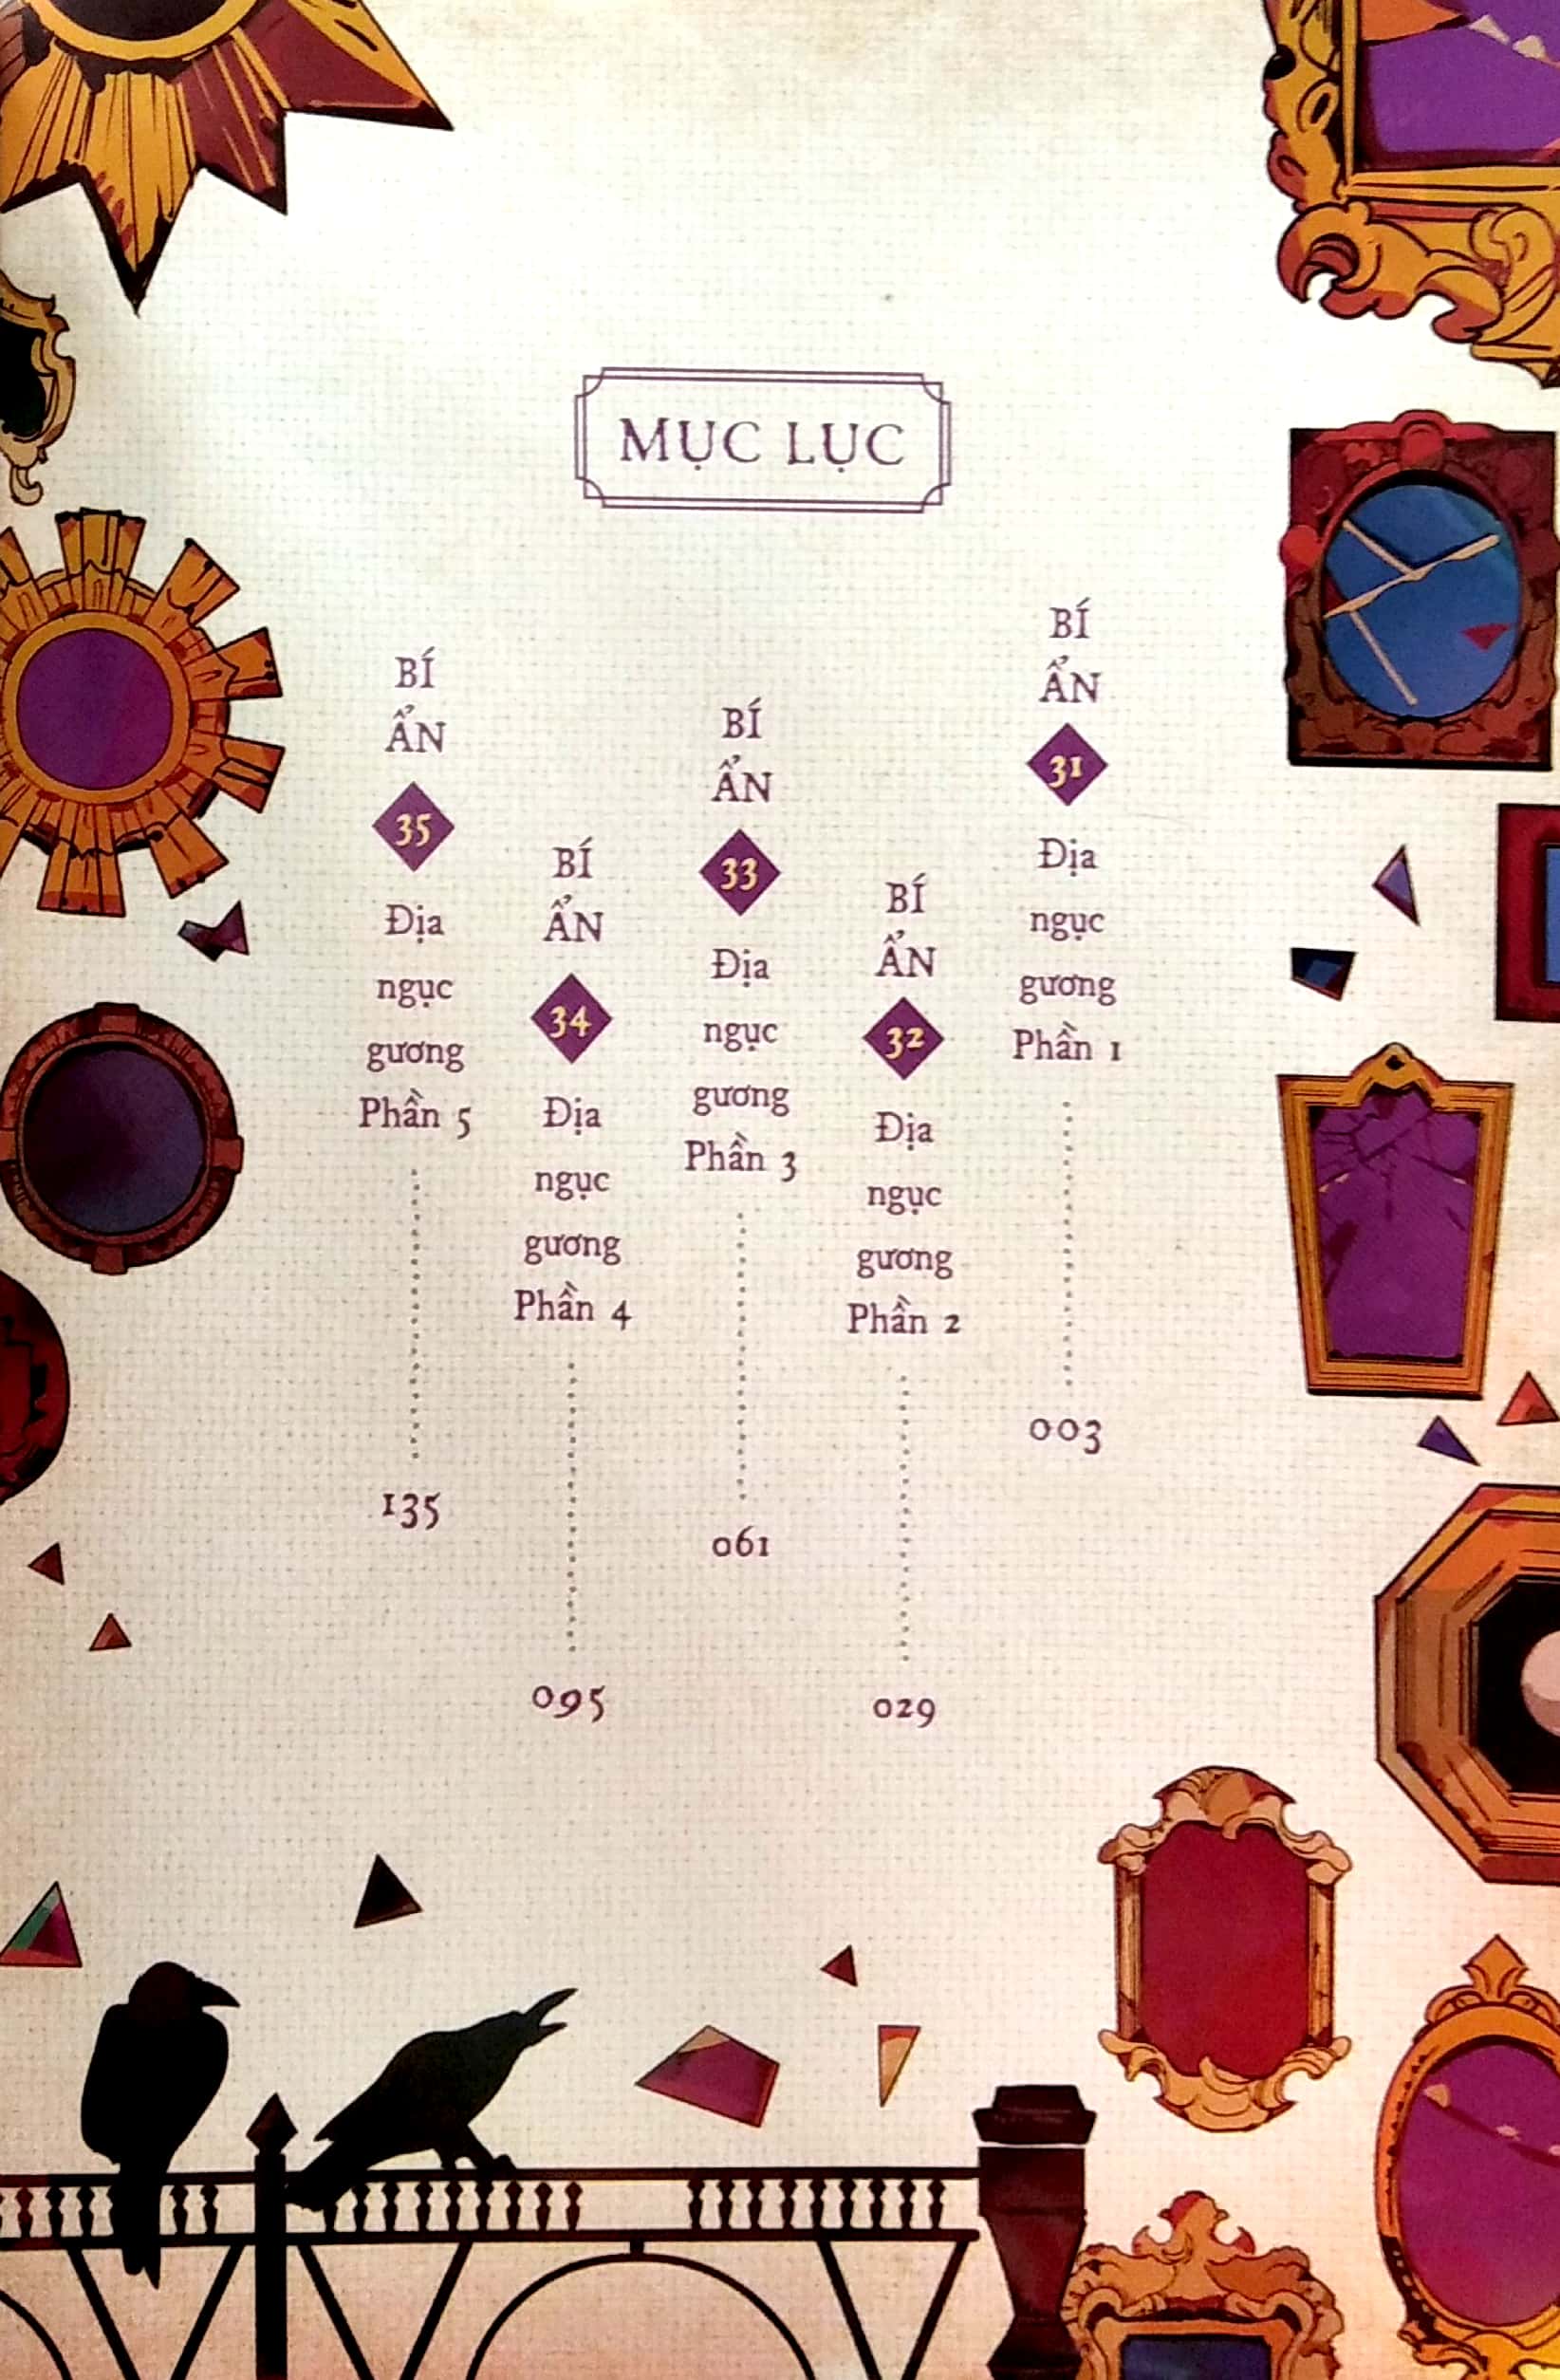 MỤC LỤC
BÍ
ẨN
31
Địa
ngục
gương
Phần 1
003
BÍ
ẨN
32
Địa
ngục
gương
Phần 2
029
BÍ
ẨN
33
Địa
ngục
gương
Phần 3
061
BÍ
ẨN
34
Địa
ngục
gương
Phần 4
095
BÍ
ẨN
35
Địa
ngục
gương
Phần 5
135